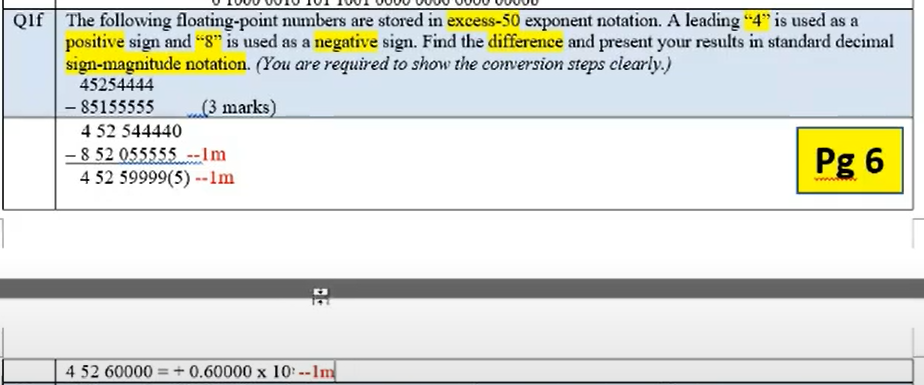 Q1f The following floating-point numbers are stored in excess-50 exponent notation. A leading “4” is used as a
positive sign and “8” is used as a negative sign. Find the difference and present your results in standard decimal
sign-magnitude notation. (You are required to show the conversion steps clearly.)
45254444
– 85155555 (3 marks)
4 52 544440
– 8 52 055555 --1m
4 52 59999(5) --1m
Pg 6
4 52 60000 = + 0.60000 x 10 --1m